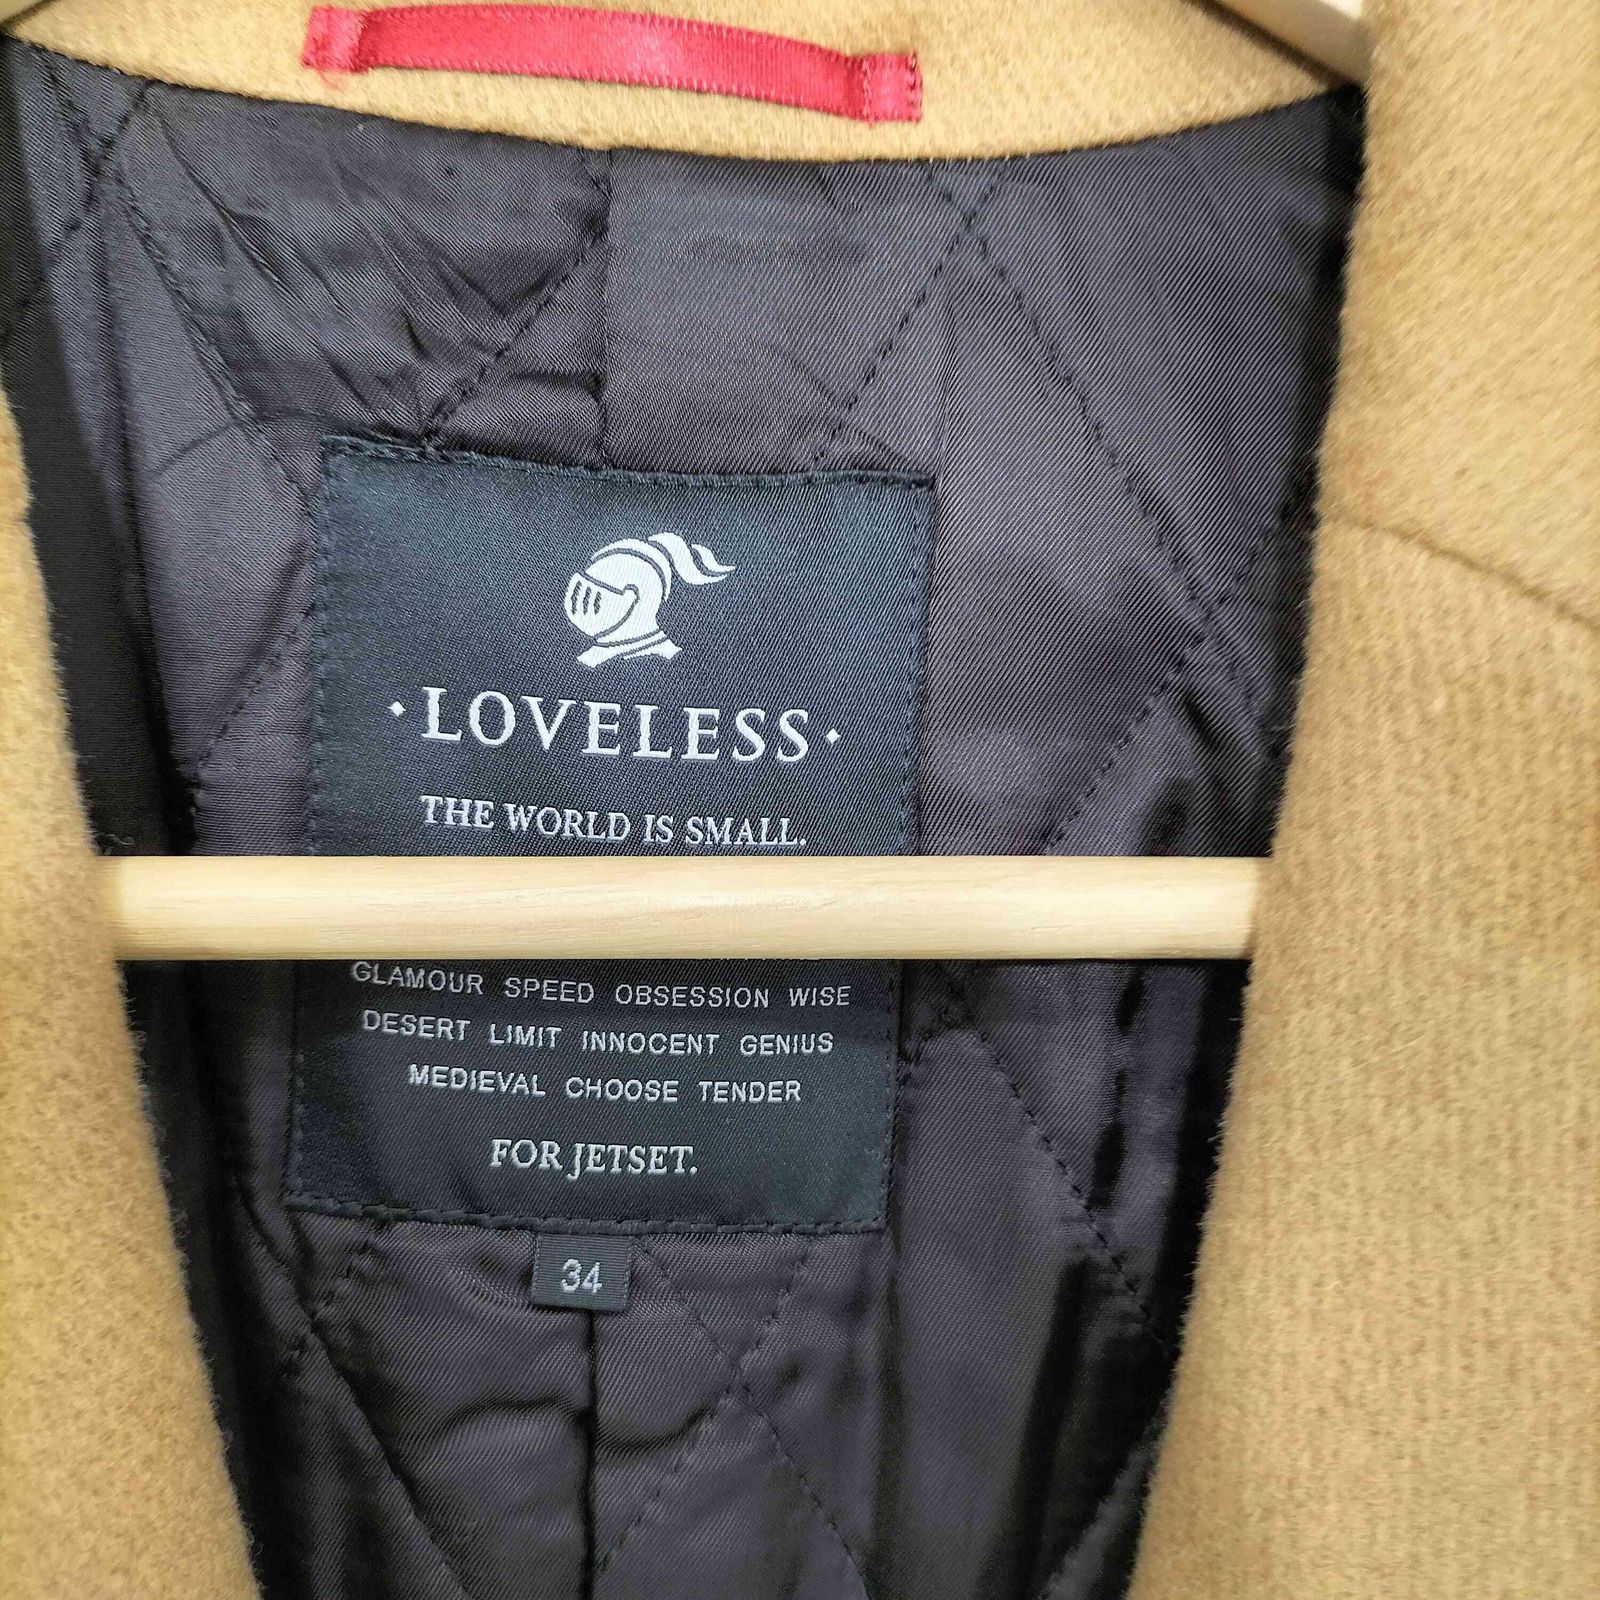 ·LOVELESS·
THE WORLD IS SMALL.
GLAMOUR SPEED OBSESSION WISE
DESERT LIMIT INNOCENT GENIUS
MEDIEVAL CHOOSE TENDER
FOR JETSET.
34